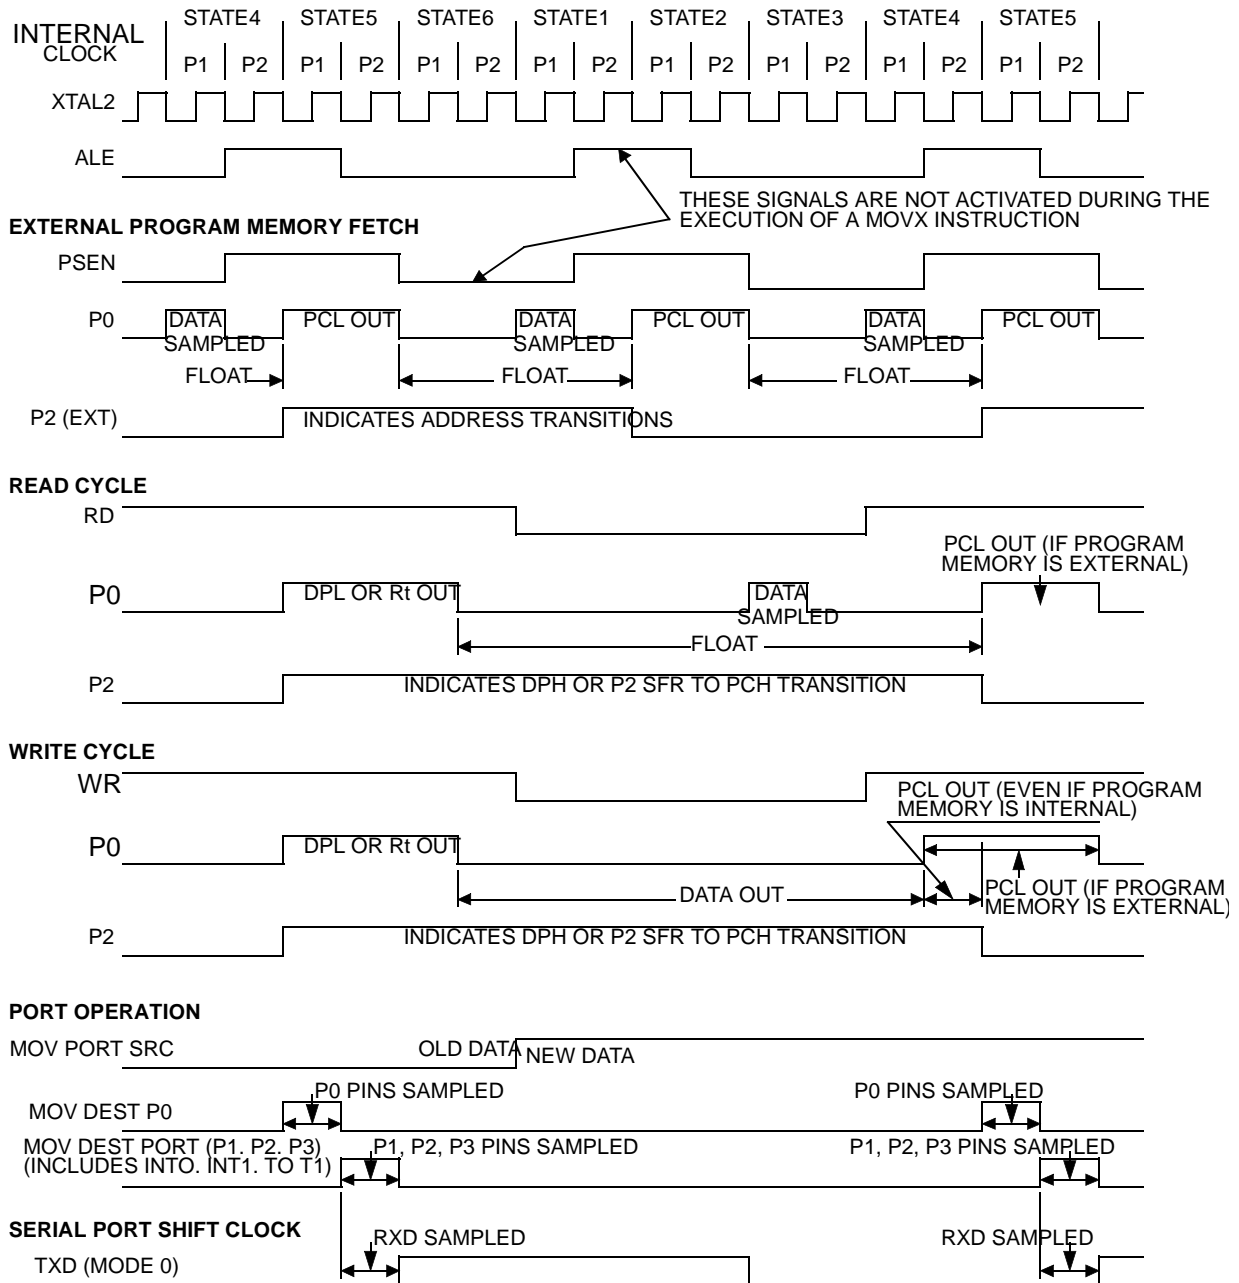 INTERNAL CLOCK
STATE4 STATE5 STATE6 STATE1 STATE2 STATE3 STATE4 STATE5
P1 P2 P1 P2 P1 P2 P1 P2 P1 P2 P1 P2 P1 P2 P1 P2
XTAL2
ALE
THESE SIGNALS ARE NOT ACTIVATED DURING THE
EXECUTION OF A MOVX INSTRUCTION
EXTERNAL PROGRAM MEMORY FETCH
PSEN
P0
DATA SAMPLED
PCL OUT
DATA SAMPLED
PCL OUT
DATA SAMPLED
PCL OUT
FLOAT FLOAT FLOAT
P2 (EXT)
INDICATES ADDRESS TRANSITIONS
READ CYCLE
RD
PCL OUT (IF PROGRAM
MEMORY IS EXTERNAL)
P0
DPL OR Rt OUT
DATA
SAMPLED
FLOAT
P2
INDICATES DPH OR P2 SFR TO PCH TRANSITION
WRITE CYCLE
WR
PCL OUT (EVEN IF PROGRAM
MEMORY IS INTERNAL)
P0
DPL OR Rt OUT
DATA OUT
PCL OUT (IF PROGRAM
MEMORY IS EXTERNAL)
P2
INDICATES DPH OR P2 SFR TO PCH TRANSITION
PORT OPERATION
MOV PORT SRC
OLD DATA
NEW DATA
MOV DEST P0
P0 PINS SAMPLED
P0 PINS SAMPLED
MOV DEST PORT (P1. P2. P3)
(INCLUDES INTO. INT1. TO T1)
P1, P2, P3 PINS SAMPLED
P1, P2, P3 PINS SAMPLED
SERIAL PORT SHIFT CLOCK
TXD (MODE 0)
RXD SAMPLED
RXD SAMPLED